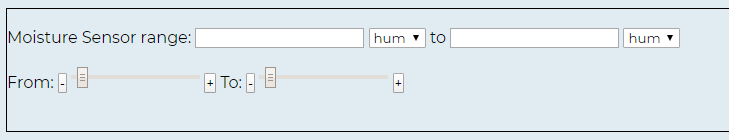 Moisture Sensor range: hum to hum
From: - + To: - +